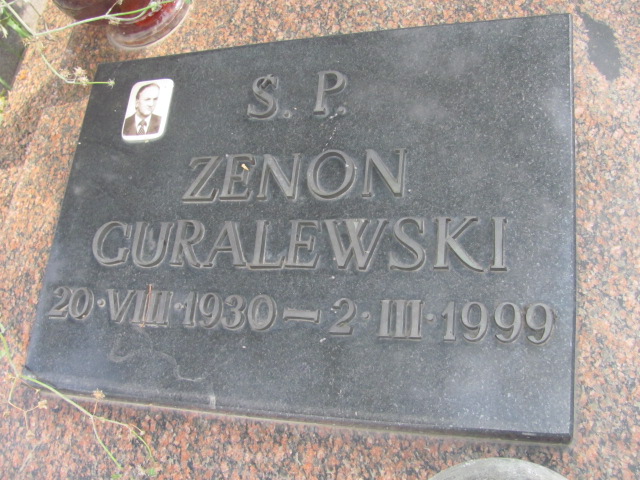 Ś. P.
ZENON
GURALEWSKI
20·VIII·1930–2·III·1999